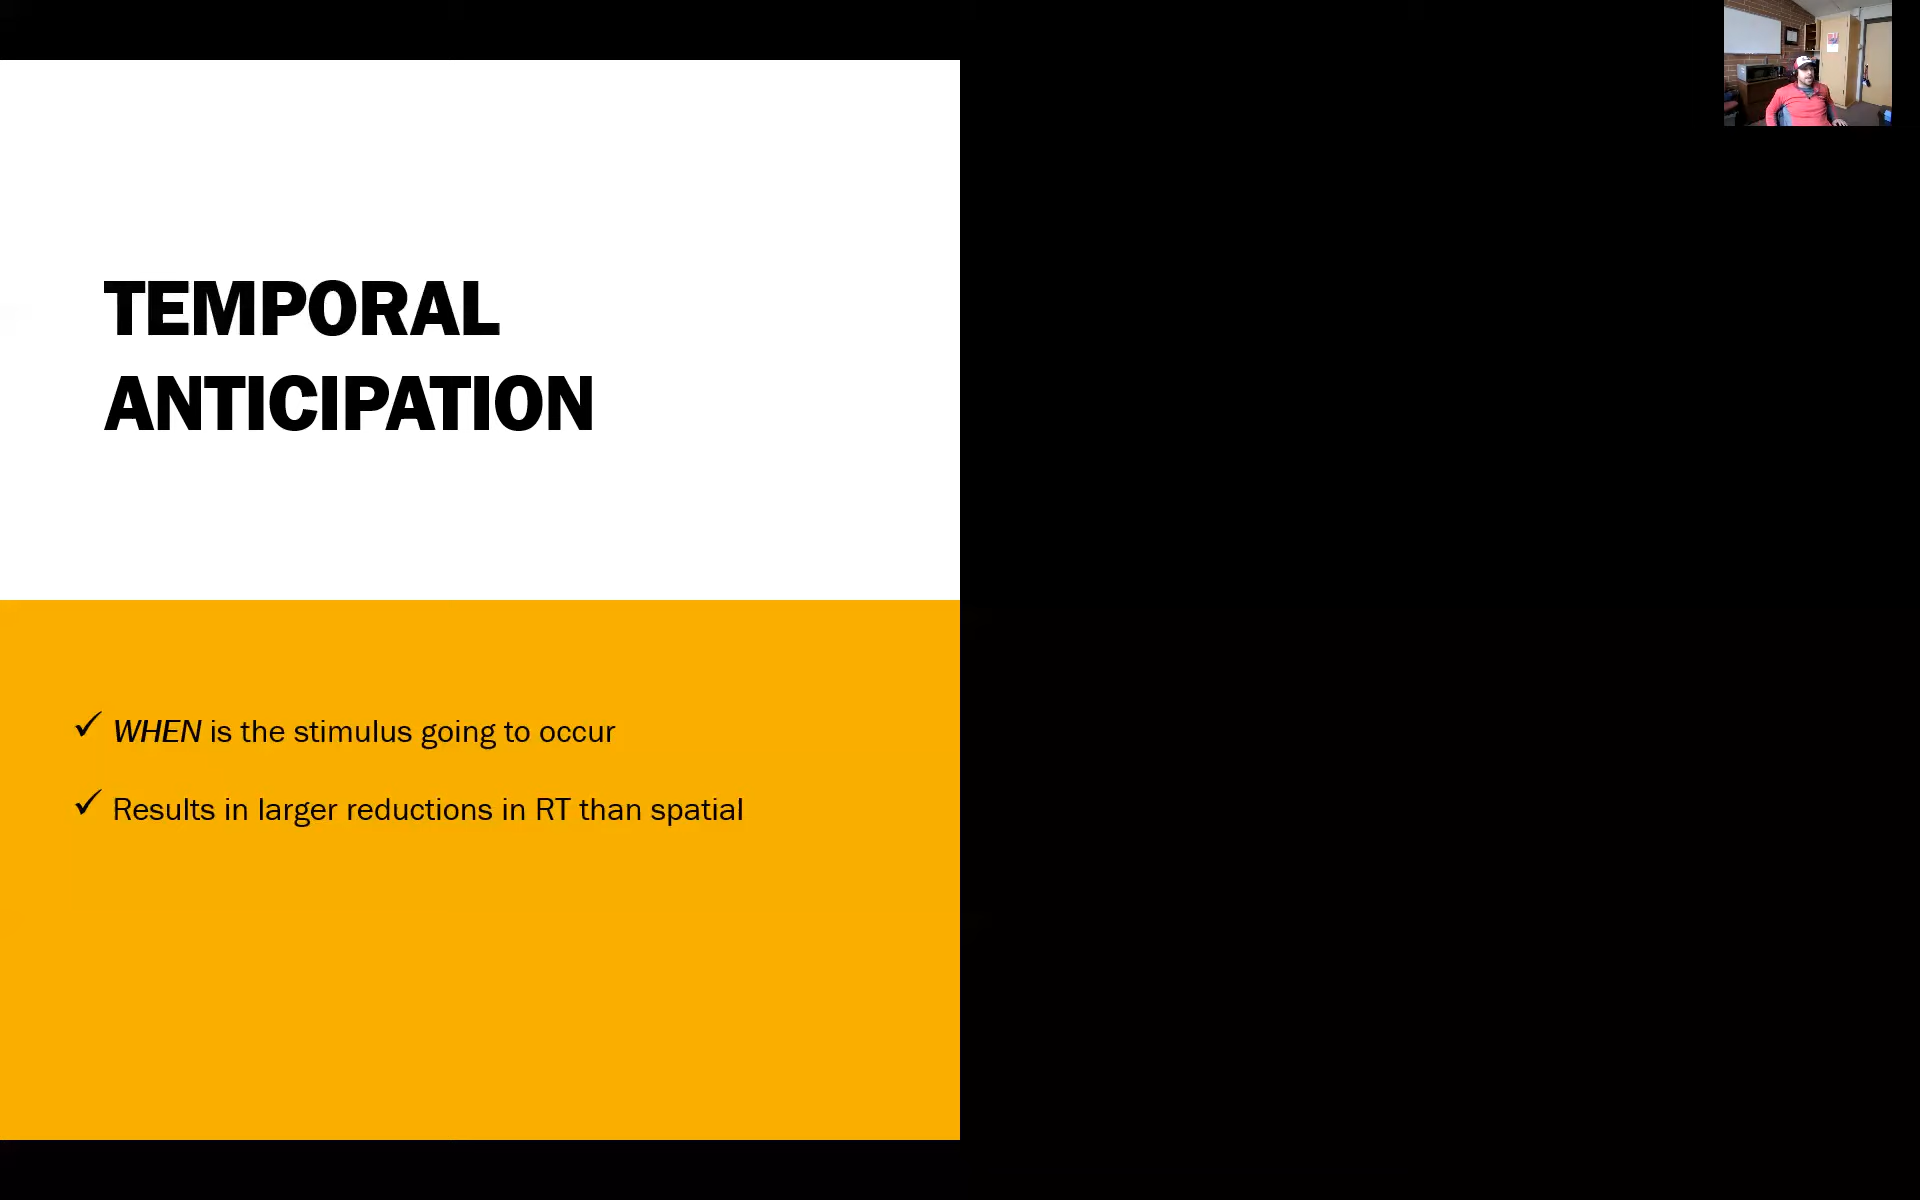 TEMPORAL
ANTICIPATION
✓ WHEN is the stimulus going to occur
✓ Results in larger reductions in RT than spatial